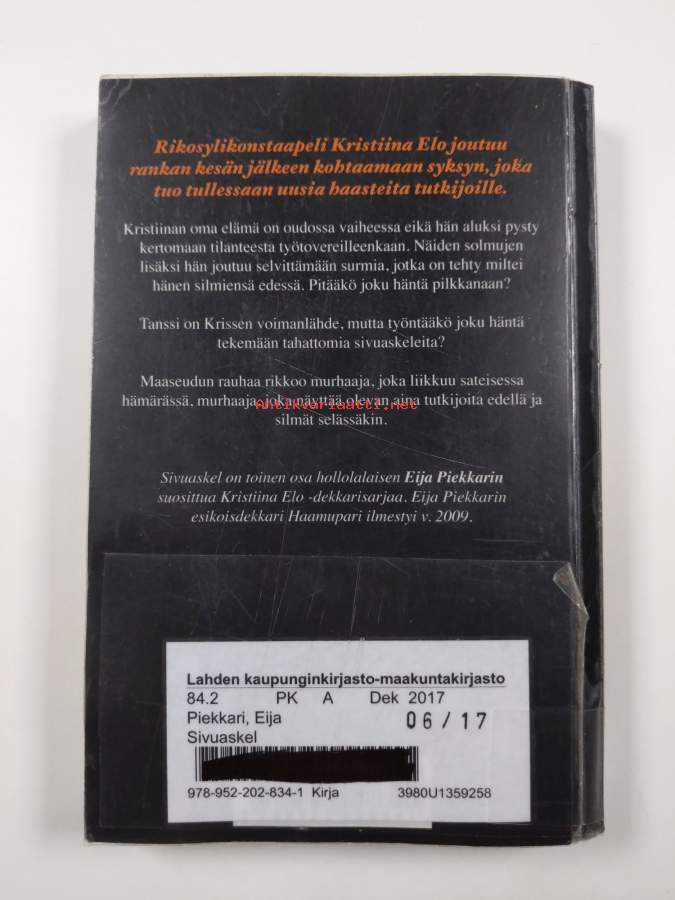 Rikosylikonstaapeli Kristiina Elo joutuu
rankan kesän jälkeen kohtaamaan syksyn, joka
tuo tullessaan uusia haasteita tutkijoille.
Kristiinan oma elämä on oudossa vaiheessa eikä hän aluksi pysty
kertomaan tilanteesta työtovereilleenkaan. Näiden solmujen
lisäksi hän joutuu selvittämään surmia, jotka on tehty miltei
hänen silmiensä edessä. Pitääkö joku häntä pilkkanaan?
Tanssi on Krissen voimanlähde, mutta työntääkö joku häntä
tekemään tahattomia sivuaskeleita?
Maaseudun rauhaa rikkoo murhaaja, joka liikkuu sateisessa
hämärässä, murhaaja, joka näyttää olevan aina tutkijoita edellä ja
silmät selässäkin.
Antikvariaatti.net
Sivuaskel on toinen osa hollolalaisen Eija Piekkarin
suosittua Kristiina Elo -dekkarisarjaa. Eija Piekkarin
esikoisdekkari Haamupari ilmestyi v. 2009.
Lahden kaupunginkirjasto-maakuntakirjasto
84.2 PK A Dek 2017
Piekkari, Eija 06/17
Sivuaskel
978-952-202-834-1 Kirja 3980U1359258